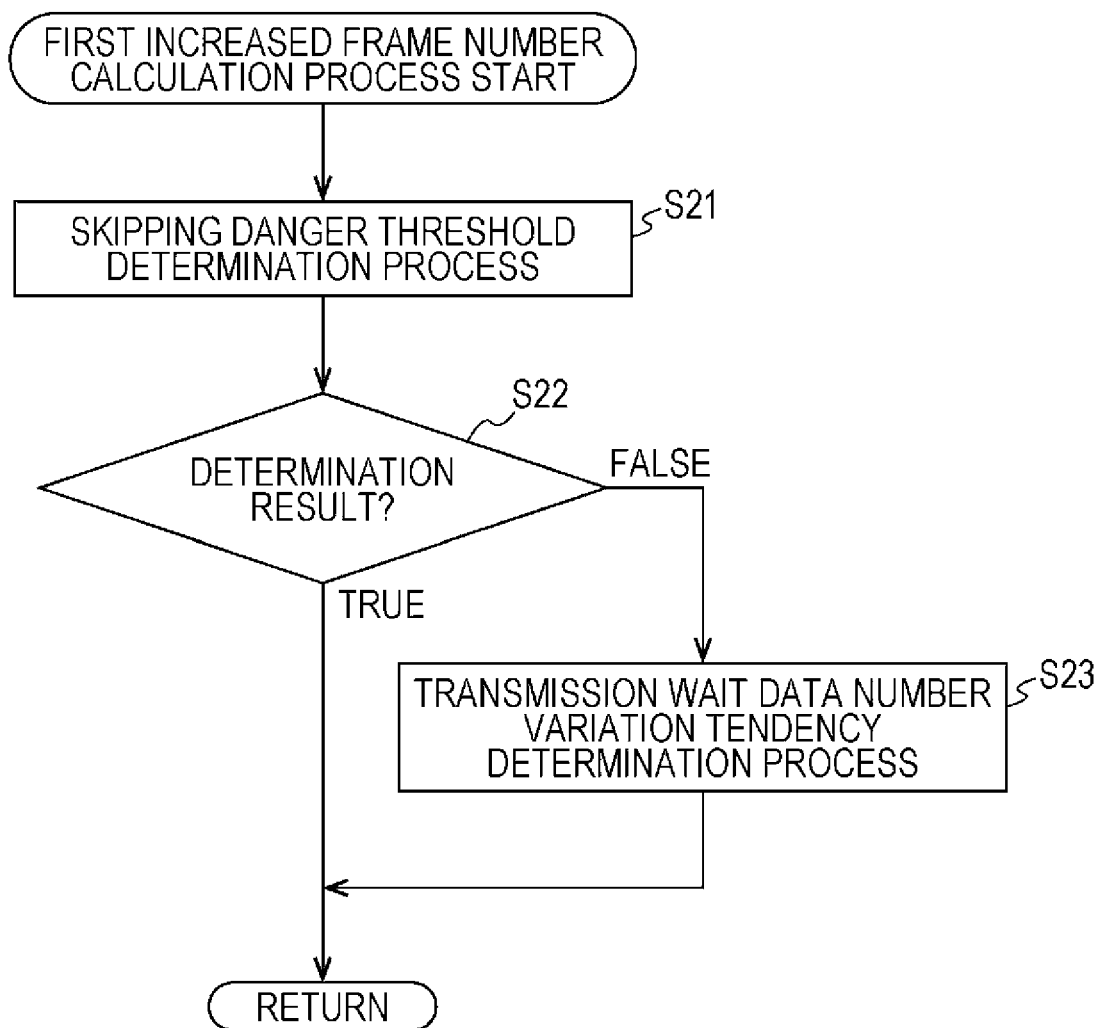 FIRST INCREASED FRAME NUMBER
CALCULATION PROCESS START
S21
SKIPPING DANGER THRESHOLD
DETERMINATION PROCESS
S22
DETERMINATION
RESULT?
FALSE
TRUE
S23
TRANSMISSION WAIT DATA NUMBER
VARIATION TENDENCY
DETERMINATION PROCESS
RETURN